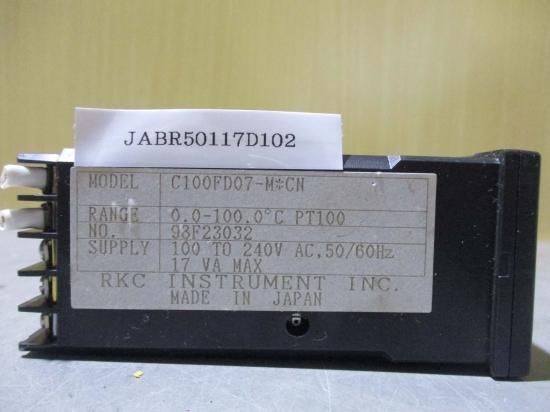 JABR50117D102
MODEL C100FD07-M*CN
RANGE 0.0-100.0°C PT100
NO. 98F23032
SUPPLY 100 TO 240V AC,50/60Hz
17 VA MAX
RKC INSTRUMENT INC.
MADE IN JAPAN